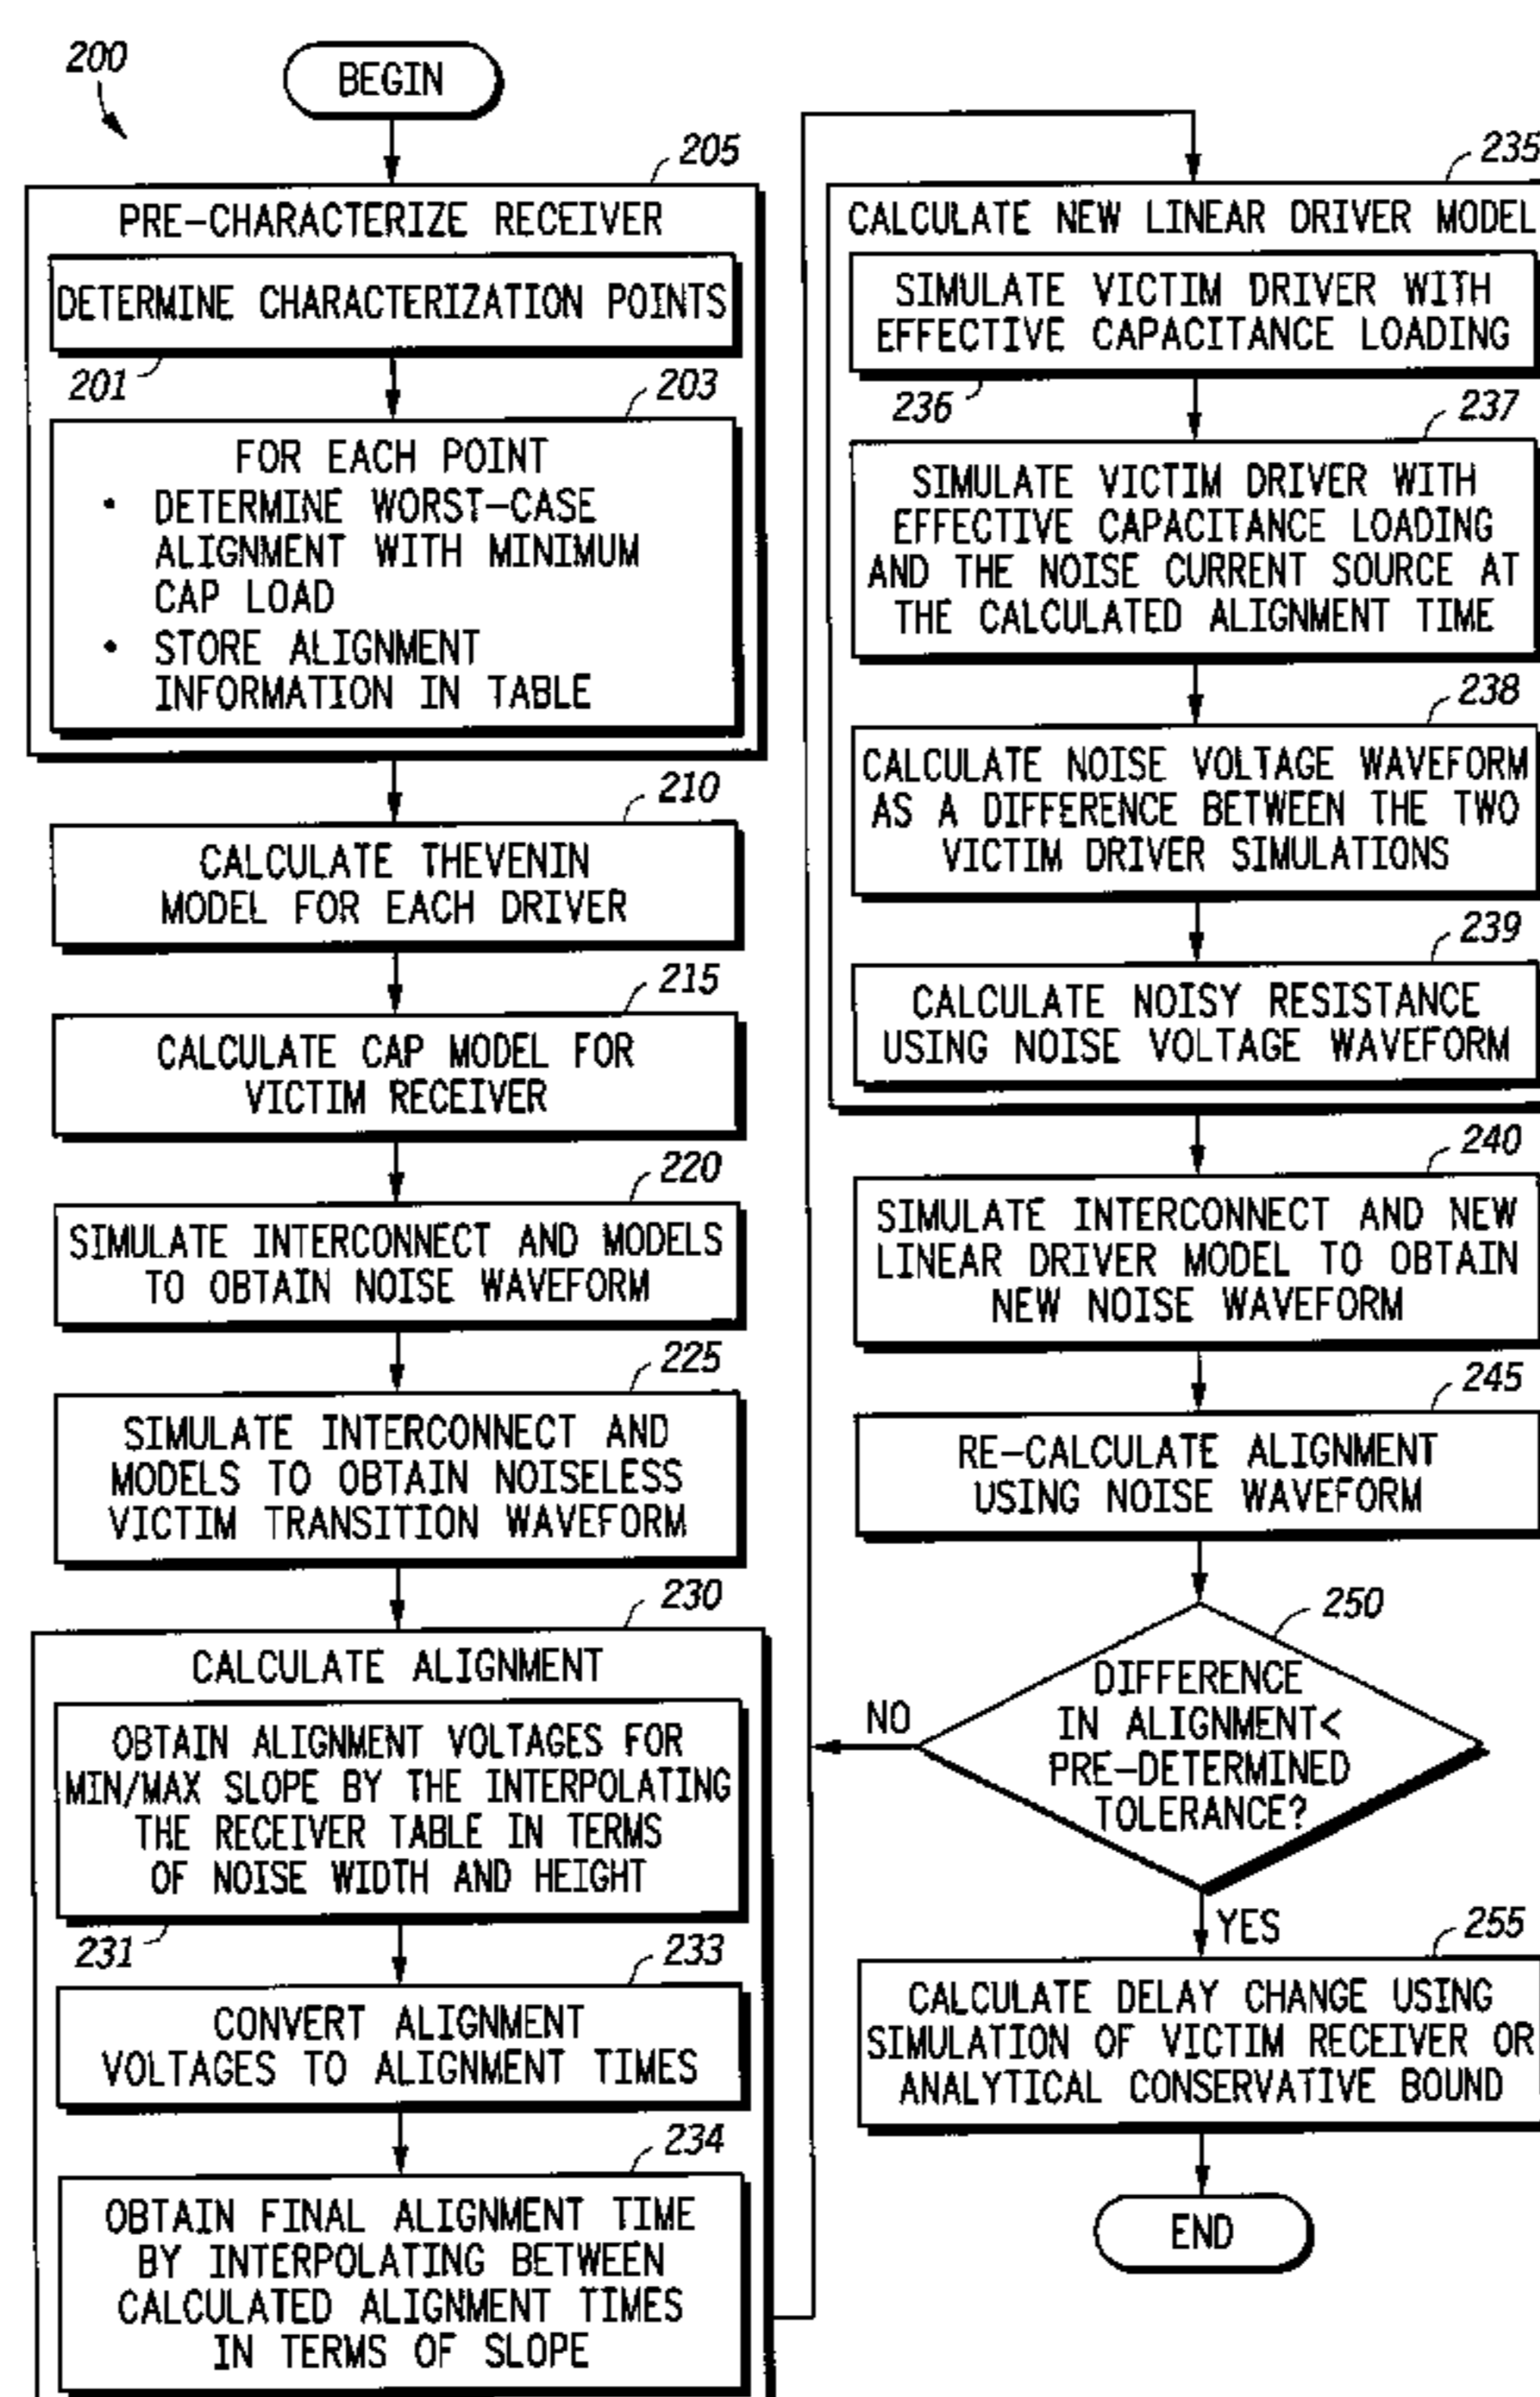 200
BEGIN
205
PRE-CHARACTERIZE RECEIVER
DETERMINE CHARACTERIZATION POINTS
201
203
FOR EACH POINT
• DETERMINE WORST-CASE
ALIGNMENT WITH MINIMUM
CAP LOAD
• STORE ALIGNMENT
INFORMATION IN TABLE
210
CALCULATE THEVENIN
MODEL FOR EACH DRIVER
215
CALCULATE CAP MODEL FOR
VICTIM RECEIVER
220
SIMULATE INTERCONNECT AND MODELS
TO OBTAIN NOISE WAVEFORM
225
SIMULATE INTERCONNECT AND
MODELS TO OBTAIN NOISELESS
VICTIM TRANSITION WAVEFORM
230
CALCULATE ALIGNMENT
OBTAIN ALIGNMENT VOLTAGES FOR
MIN/MAX SLOPE BY THE INTERPOLATING
THE RECEIVER TABLE IN TERMS
OF NOISE WIDTH AND HEIGHT
231
233
CONVERT ALIGNMENT
VOLTAGES TO ALIGNMENT TIMES
234
OBTAIN FINAL ALIGNMENT TIME
BY INTERPOLATING BETWEEN
CALCULATED ALIGNMENT TIMES
IN TERMS OF SLOPE
235
CALCULATE NEW LINEAR DRIVER MODEL
SIMULATE VICTIM DRIVER WITH
EFFECTIVE CAPACITANCE LOADING
236
237
SIMULATE VICTIM DRIVER WITH
EFFECTIVE CAPACITANCE LOADING
AND THE NOISE CURRENT SOURCE AT
THE CALCULATED ALIGNMENT TIME
238
CALCULATE NOISE VOLTAGE WAVEFORM
AS A DIFFERENCE BETWEEN THE TWO
VICTIM DRIVER SIMULATIONS
239
CALCULATE NOISY RESISTANCE
USING NOISE VOLTAGE WAVEFORM
240
SIMULATE INTERCONNECT AND NEW
LINEAR DRIVER MODEL TO OBTAIN
NEW NOISE WAVEFORM
245
RE-CALCULATE ALIGNMENT
USING NOISE WAVEFORM
250
DIFFERENCE
IN ALIGNMENT<
PRE-DETERMINED
TOLERANCE?
NO
YES
255
CALCULATE DELAY CHANGE USING
SIMULATION OF VICTIM RECEIVER OR
ANALYTICAL CONSERVATIVE BOUND
END